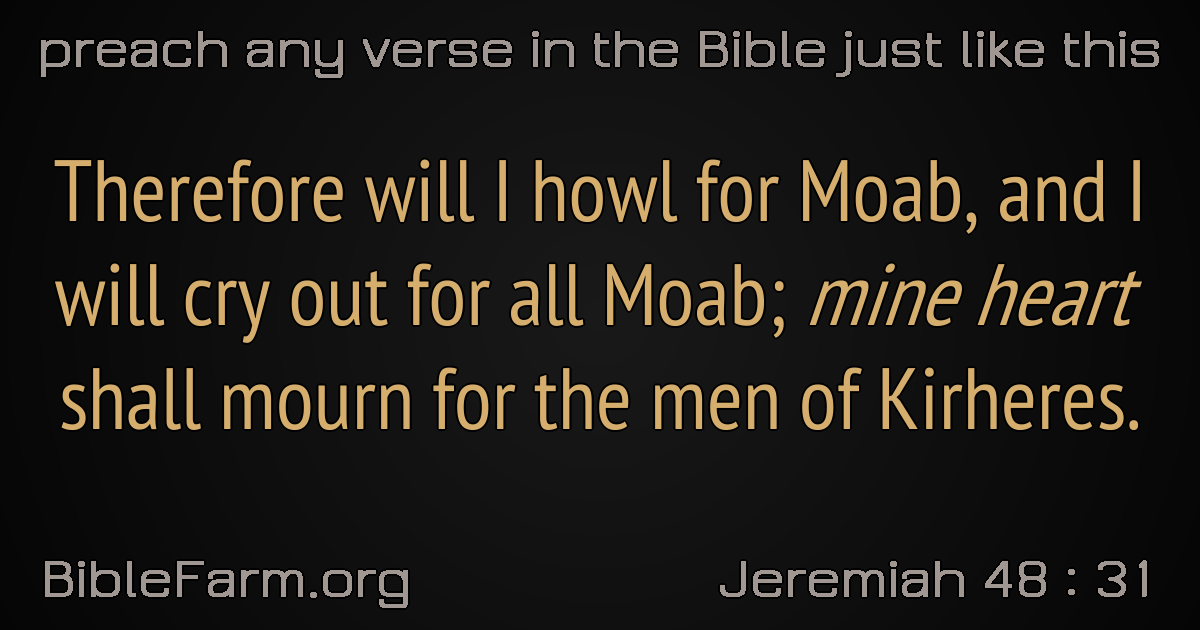 preach any verse in the Bible just like this
Therefore will I howl for Moab, and I
will cry out for all Moab; mine heart
shall mourn for the men of Kirheres.
BibleFarm.org
Jeremiah 48 : 31